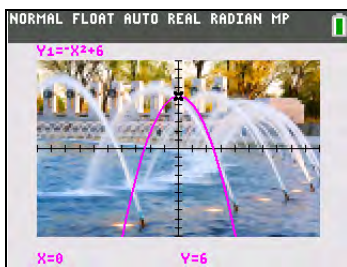 NORMAL FLOAT AUTO REAL RADIAN MP
Y₁=⁻X²+6
X=0 Y=6